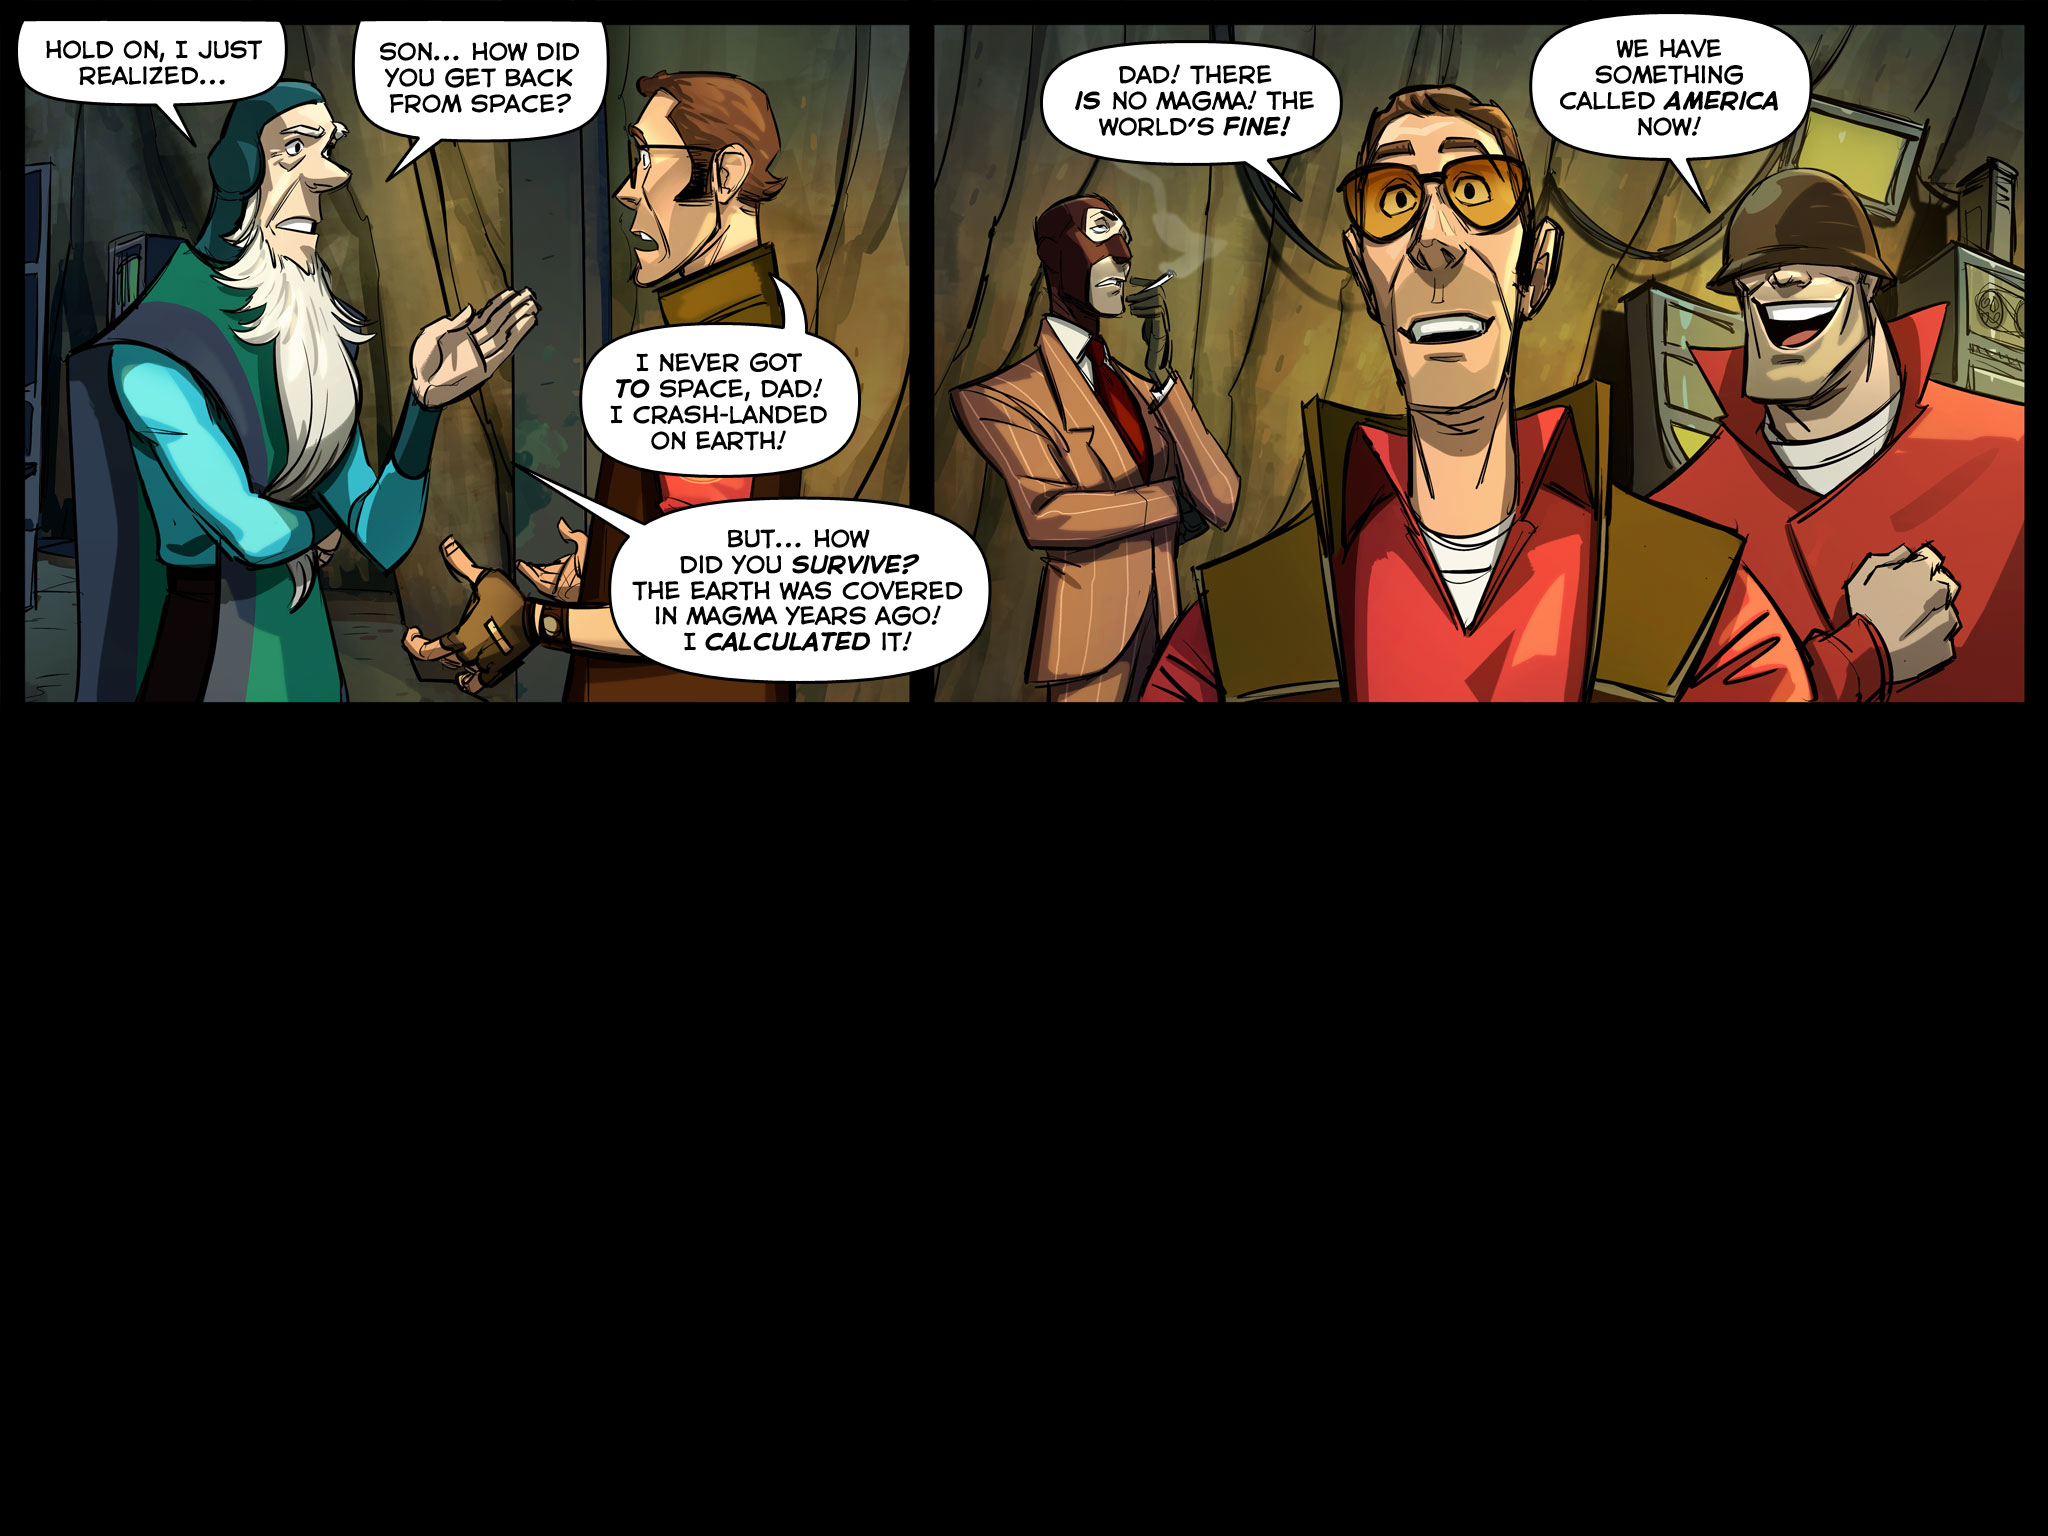 HOLD ON, I JUST
REALIZED...
SON... HOW DID
YOU GET BACK
FROM SPACE?
I NEVER GOT
TO SPACE, DAD!
I CRASH-LANDED
ON EARTH!
BUT... HOW
DID YOU SURVIVE?
THE EARTH WAS COVERED
IN MAGMA YEARS AGO!
I CALCULATED IT!
DAD! THERE
IS NO MAGMA! THE
WORLD'S FINE!
WE HAVE
SOMETHING
CALLED AMERICA
NOW!